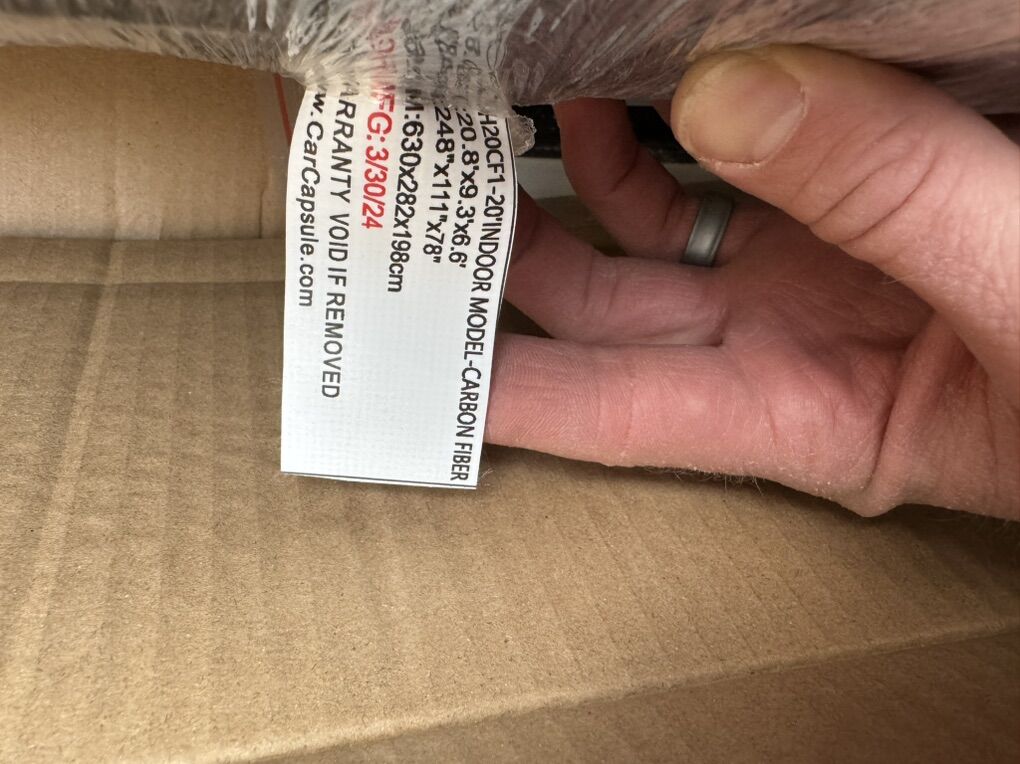 H20CF1-20'INDOOR MODEL-CARBON FIBER
20.8'x9.3'x6.6'
248"x111"x78"
M:630x282x198cm
MFG: 3/30/24
ARRANTY VOID IF REMOVED
w.CarCapsule.com